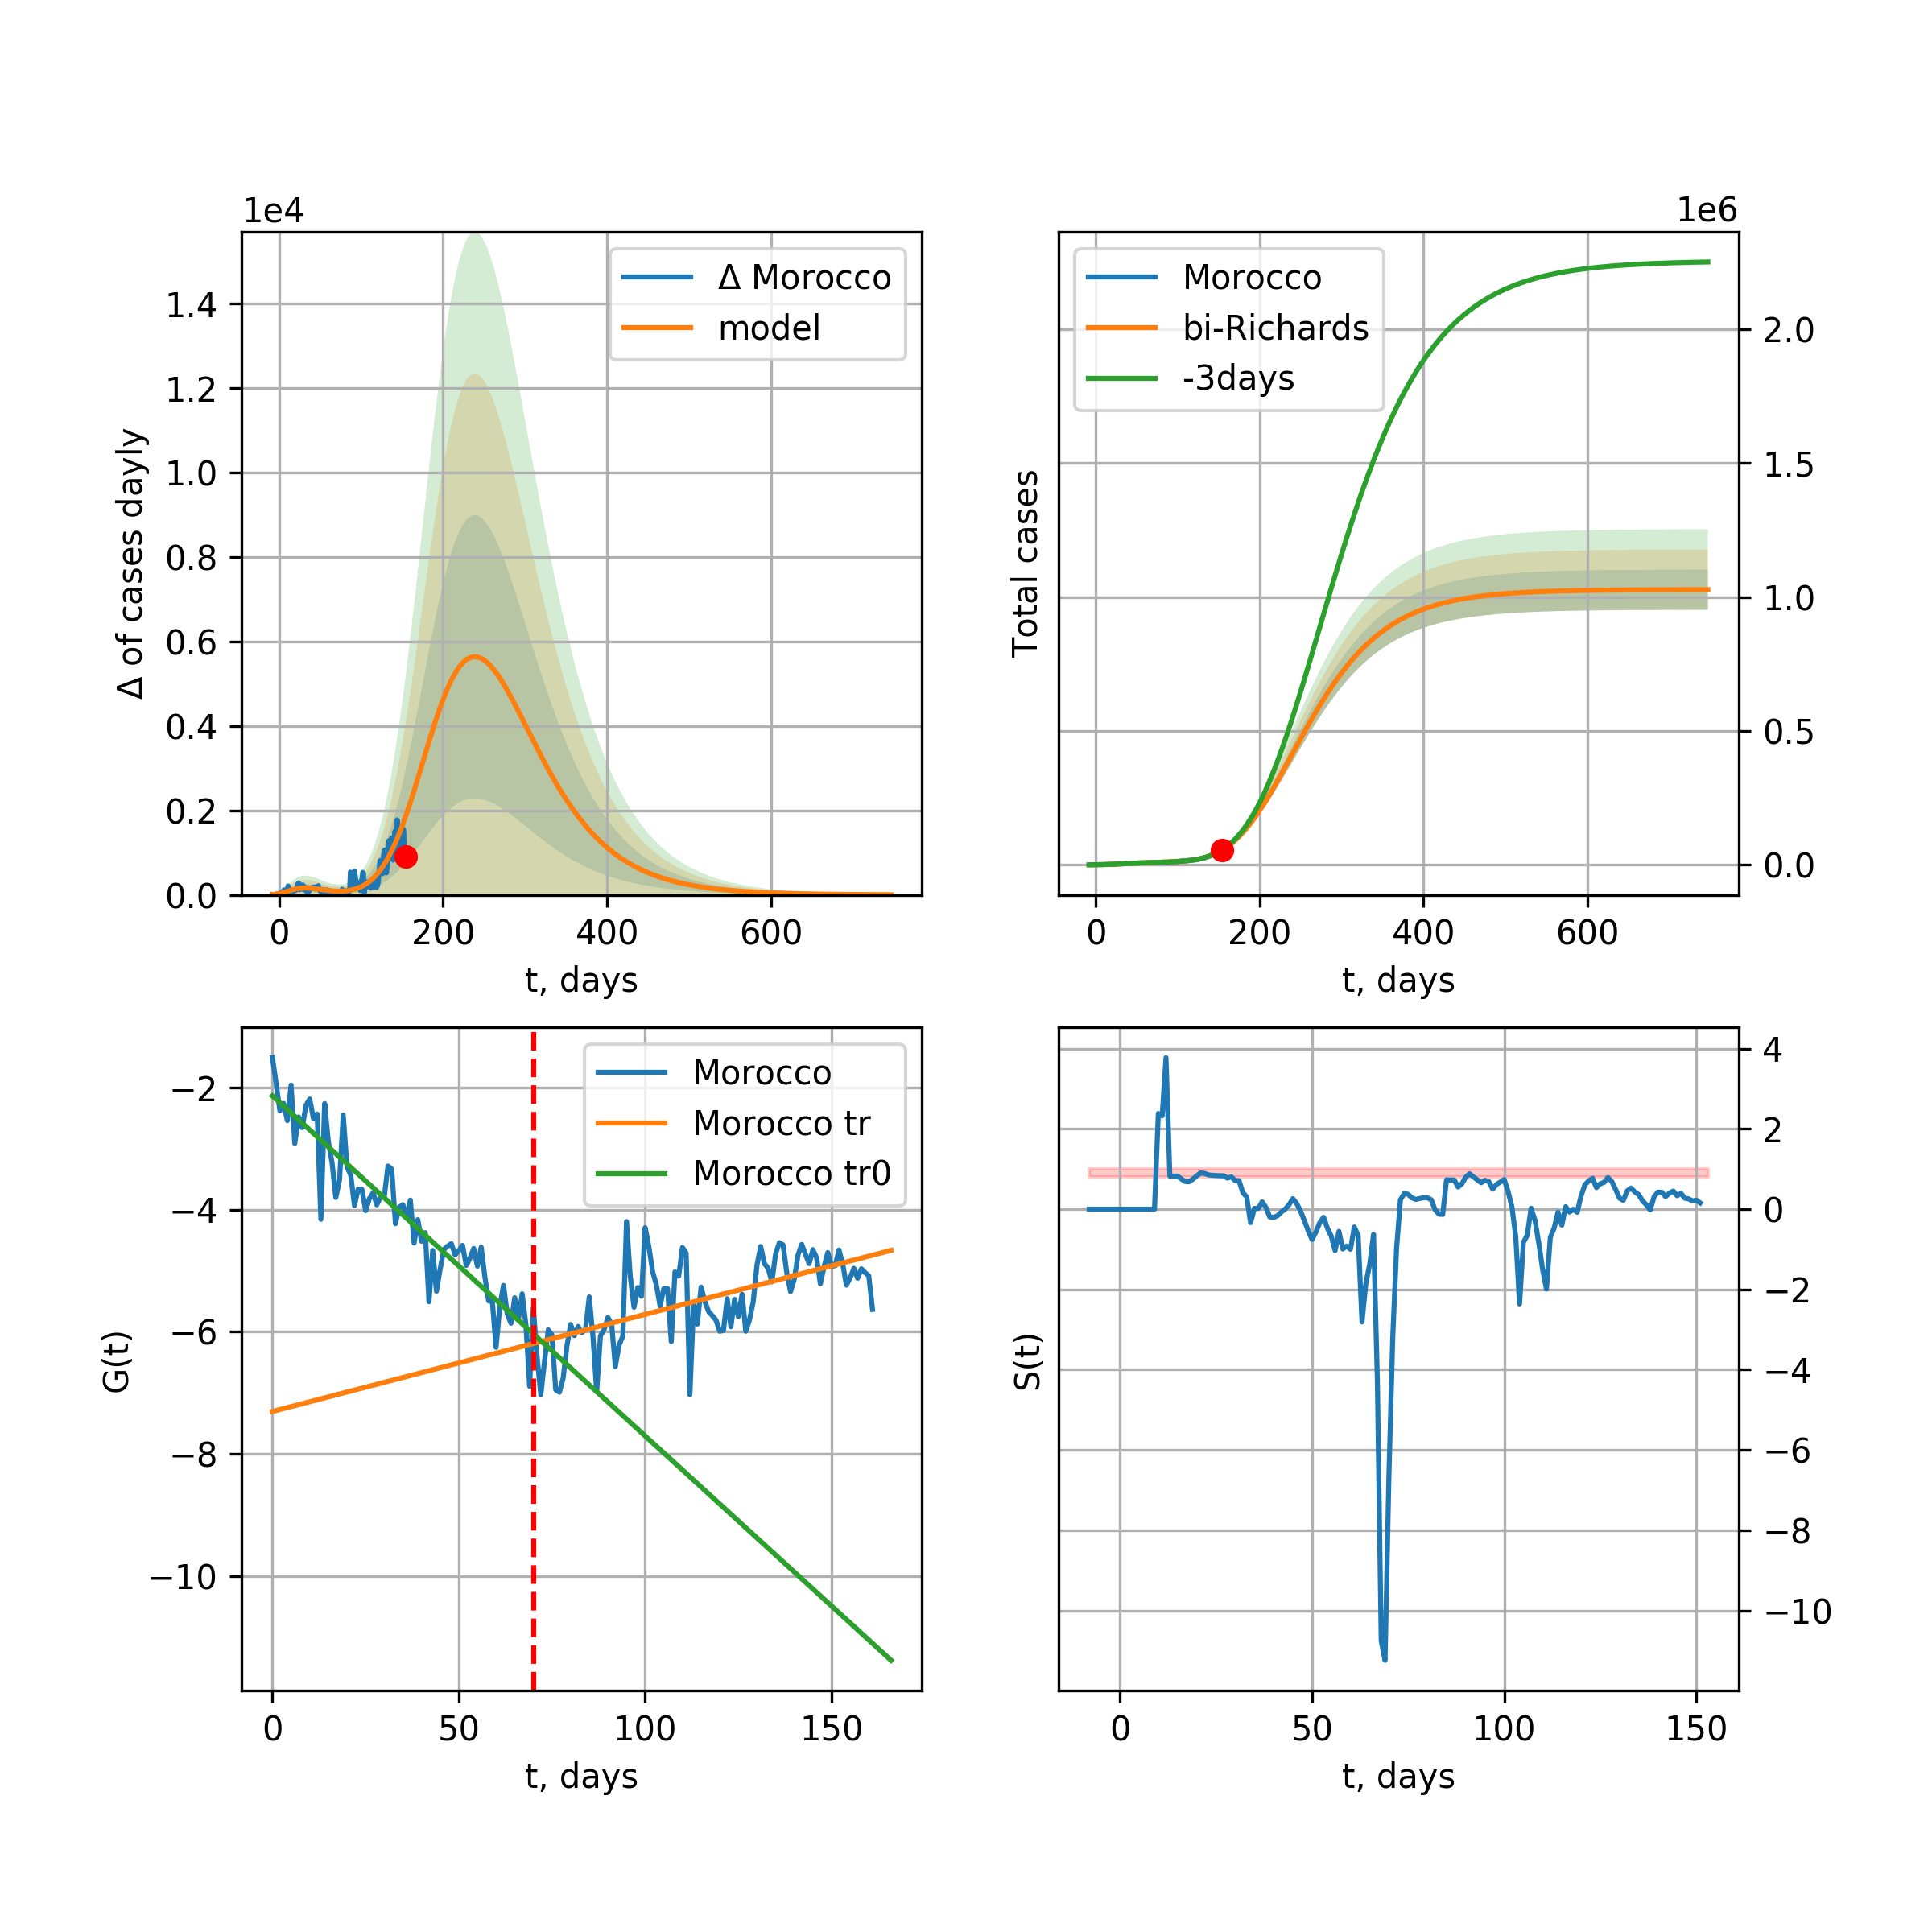 1e4
Δ of cases dayly
1.4
1.2
1.0
0.8
0.6
0.4
0.2
0.0
0 200 400 600
t, days
Δ Morocco
model
1e6
Total cases
2.0
1.5
1.0
0.5
0.0
0 200 400 600
t, days
Morocco
bi-Richards
-3days
G(t)
−2
−4
−6
−8
−10
0 50 100 150
t, days
Morocco
Morocco tr
Morocco tr0
S(t)
4
2
0
−2
−4
−6
−8
−10
0 50 100 150
t, days